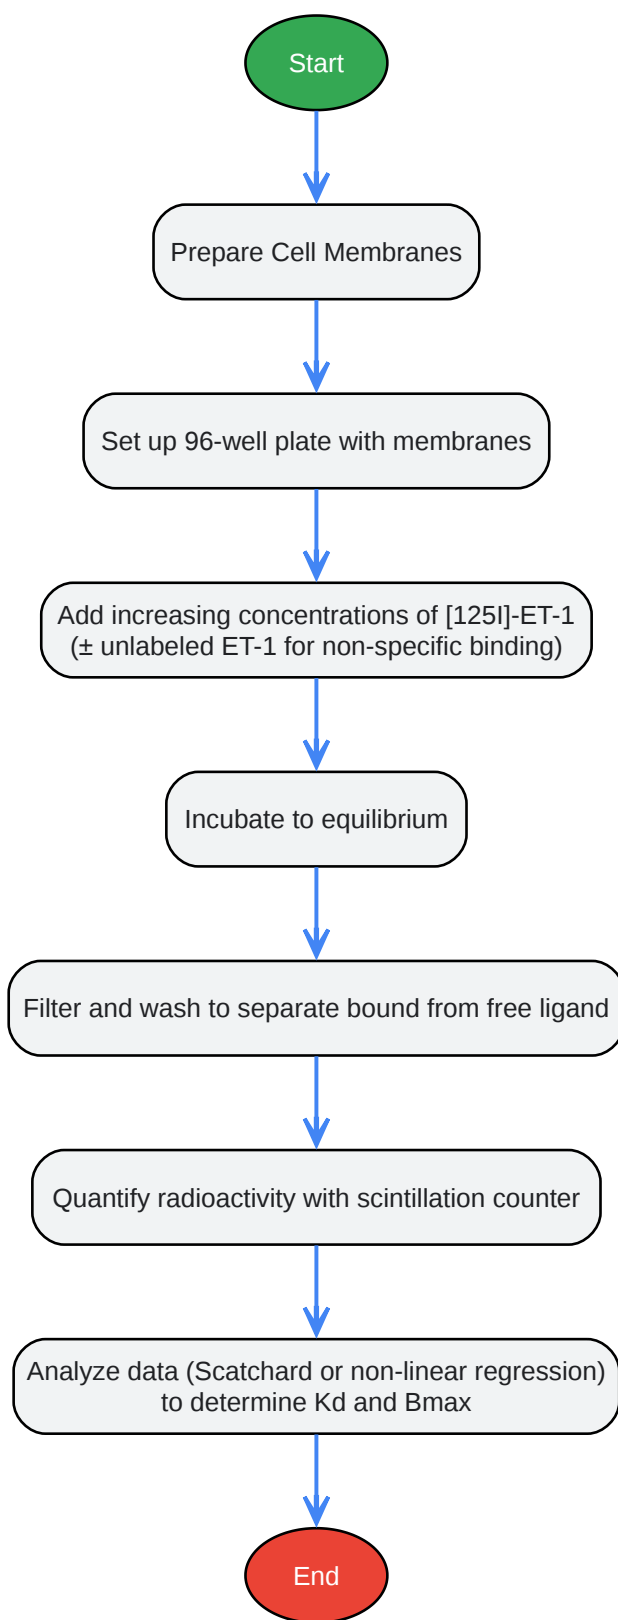 Start
Prepare Cell Membranes
Set up 96-well plate with membranes
Add increasing concentrations of [125I]-ET-1
(± unlabeled ET-1 for non-specific binding)
Incubate to equilibrium
Filter and wash to separate bound from free ligand
Quantify radioactivity with scintillation counter
Analyze data (Scatchard or non-linear regression)
to determine Kd and Bmax
End